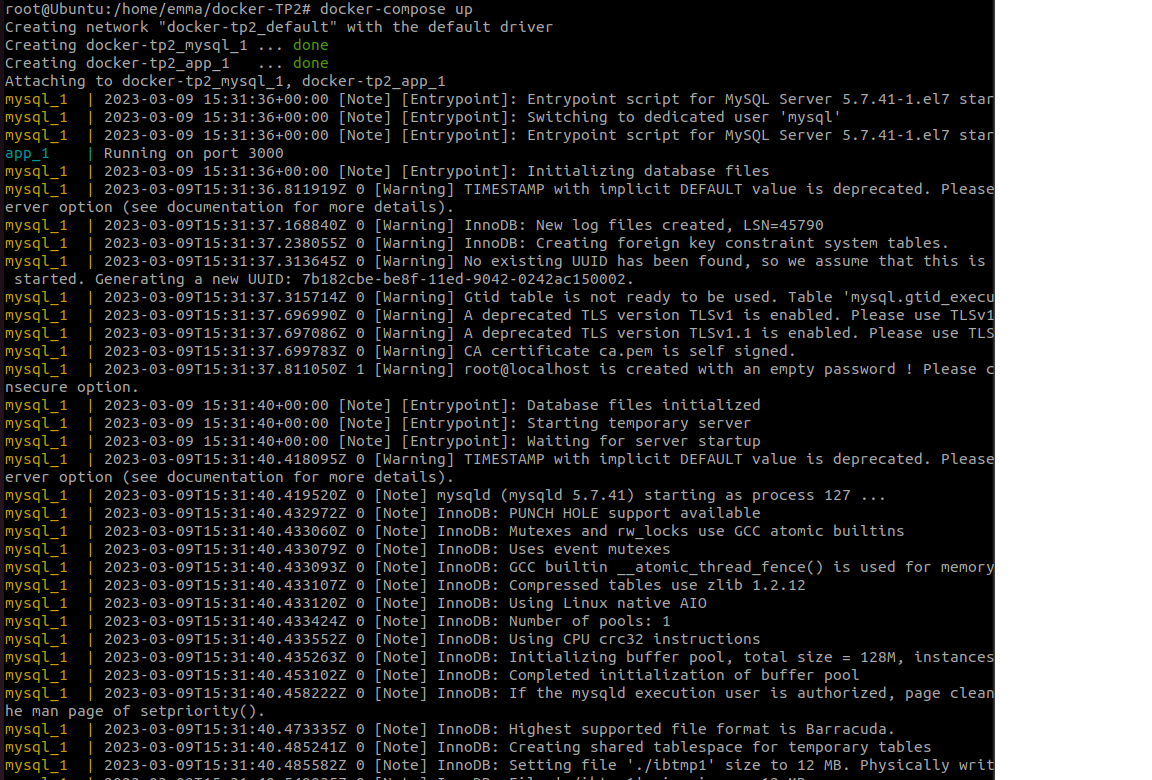 root@Ubuntu:/home/emma/docker-TP2# docker-compose up
Creating network "docker-tp2_default" with the default driver
Creating docker-tp2_mysql_1 ... done
Creating docker-tp2_app_1   ... done
Attaching to docker-tp2_mysql_1, docker-tp2_app_1
mysql_1  | 2023-03-09 15:31:36+00:00 [Note] [Entrypoint]: Entrypoint script for MySQL Server 5.7.41-1.el7 star
mysql_1  | 2023-03-09 15:31:36+00:00 [Note] [Entrypoint]: Switching to dedicated user 'mysql'
mysql_1  | 2023-03-09 15:31:36+00:00 [Note] [Entrypoint]: Entrypoint script for MySQL Server 5.7.41-1.el7 star
app_1    | Running on port 3000
mysql_1  | 2023-03-09 15:31:36+00:00 [Note] [Entrypoint]: Initializing database files
mysql_1  | 2023-03-09T15:31:36.811919Z 0 [Warning] TIMESTAMP with implicit DEFAULT value is deprecated. Please
erver option (see documentation for more details).
mysql_1  | 2023-03-09T15:31:37.168840Z 0 [Warning] InnoDB: New log files created, LSN=45790
mysql_1  | 2023-03-09T15:31:37.238055Z 0 [Warning] InnoDB: Creating foreign key constraint system tables.
mysql_1  | 2023-03-09T15:31:37.313645Z 0 [Warning] No existing UUID has been found, so we assume that this is
 started. Generating a new UUID: 7b182cbe-be8f-11ed-9042-0242ac150002.
mysql_1  | 2023-03-09T15:31:37.315714Z 0 [Warning] Gtid table is not ready to be used. Table 'mysql.gtid_execu
mysql_1  | 2023-03-09T15:31:37.696990Z 0 [Warning] A deprecated TLS version TLSv1 is enabled. Please use TLSv1
mysql_1  | 2023-03-09T15:31:37.697086Z 0 [Warning] A deprecated TLS version TLSv1.1 is enabled. Please use TLS
mysql_1  | 2023-03-09T15:31:37.699783Z 0 [Warning] CA certificate ca.pem is self signed.
mysql_1  | 2023-03-09T15:31:37.811050Z 1 [Warning] root@localhost is created with an empty password ! Please c
nsecure option.
mysql_1  | 2023-03-09 15:31:40+00:00 [Note] [Entrypoint]: Database files initialized
mysql_1  | 2023-03-09 15:31:40+00:00 [Note] [Entrypoint]: Starting temporary server
mysql_1  | 2023-03-09 15:31:40+00:00 [Note] [Entrypoint]: Waiting for server startup
mysql_1  | 2023-03-09T15:31:40.418095Z 0 [Warning] TIMESTAMP with implicit DEFAULT value is deprecated. Please
erver option (see documentation for more details).
mysql_1  | 2023-03-09T15:31:40.419520Z 0 [Note] mysqld (mysqld 5.7.41) starting as process 127 ...
mysql_1  | 2023-03-09T15:31:40.432972Z 0 [Note] InnoDB: PUNCH HOLE support available
mysql_1  | 2023-03-09T15:31:40.433060Z 0 [Note] InnoDB: Mutexes and rw_locks use GCC atomic builtins
mysql_1  | 2023-03-09T15:31:40.433079Z 0 [Note] InnoDB: Uses event mutexes
mysql_1  | 2023-03-09T15:31:40.433093Z 0 [Note] InnoDB: GCC builtin __atomic_thread_fence() is used for memory
mysql_1  | 2023-03-09T15:31:40.433107Z 0 [Note] InnoDB: Compressed tables use zlib 1.2.12
mysql_1  | 2023-03-09T15:31:40.433120Z 0 [Note] InnoDB: Using Linux native AIO
mysql_1  | 2023-03-09T15:31:40.433424Z 0 [Note] InnoDB: Number of pools: 1
mysql_1  | 2023-03-09T15:31:40.433552Z 0 [Note] InnoDB: Using CPU crc32 instructions
mysql_1  | 2023-03-09T15:31:40.435263Z 0 [Note] InnoDB: Initializing buffer pool, total size = 128M, instances
mysql_1  | 2023-03-09T15:31:40.453102Z 0 [Note] InnoDB: Completed initialization of buffer pool
mysql_1  | 2023-03-09T15:31:40.458222Z 0 [Note] InnoDB: If the mysqld execution user is authorized, page clean
he man page of setpriority().
mysql_1  | 2023-03-09T15:31:40.473335Z 0 [Note] InnoDB: Highest supported file format is Barracuda.
mysql_1  | 2023-03-09T15:31:40.485241Z 0 [Note] InnoDB: Creating shared tablespace for temporary tables
mysql_1  | 2023-03-09T15:31:40.485582Z 0 [Note] InnoDB: Setting file './ibtmp1' size to 12 MB. Physically writ